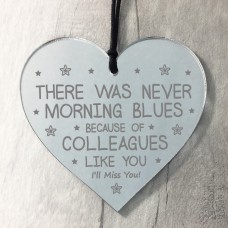 THERE WAS NEVER
MORNING BLUES
BECAUSE OF
COLLEAGUES
LIKE YOU
I'll Miss You!